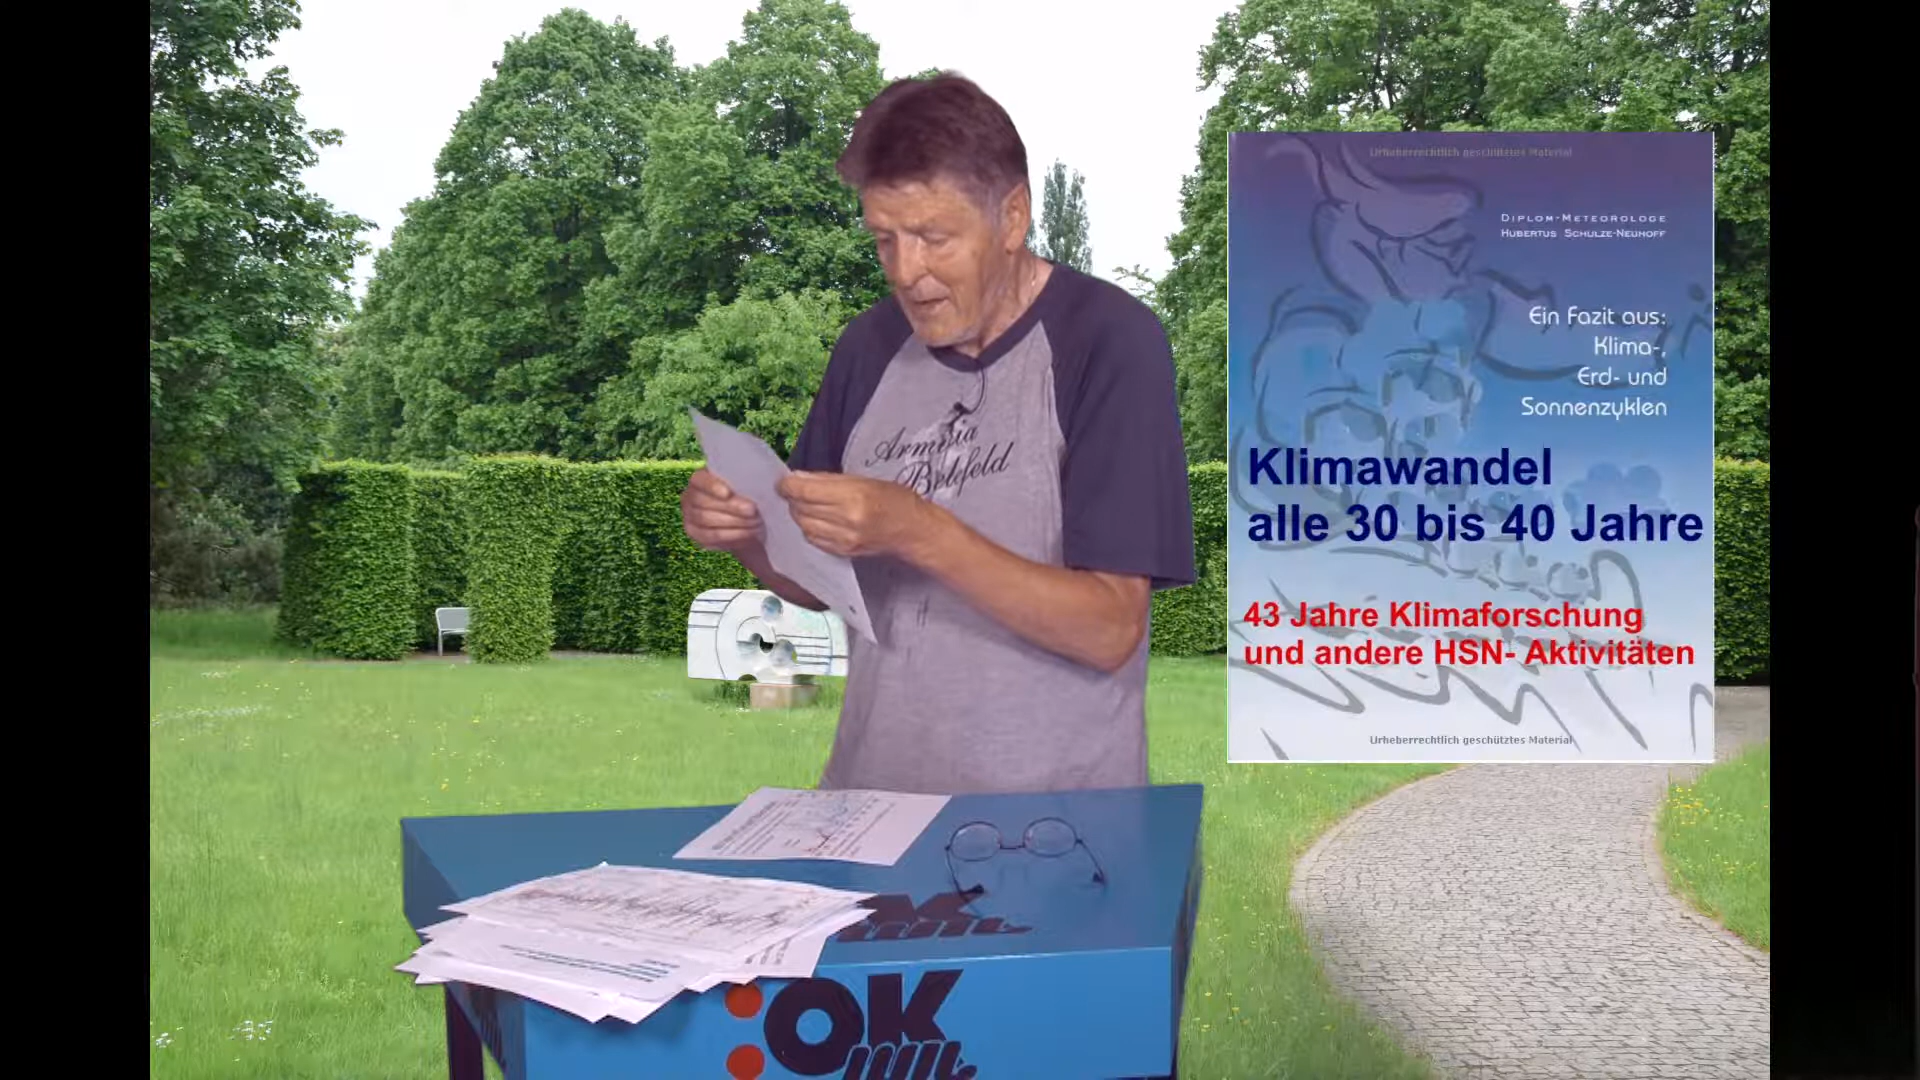 Urheberrechtlich geschütztes Material
DIPLOM-METEOROLOGE
HUBERTUS SCHULZE-NEUHOFF
Ein Fazit aus:
Klima-,
Erd- und
Sonnenzyklen
Klimawandel
alle 30 bis 40 Jahre
43 Jahre Klimaforschung
und andere HSN- Aktivitäten
Urheberrechtlich geschütztes Material
Arminia
Bielefeld
OK
OK